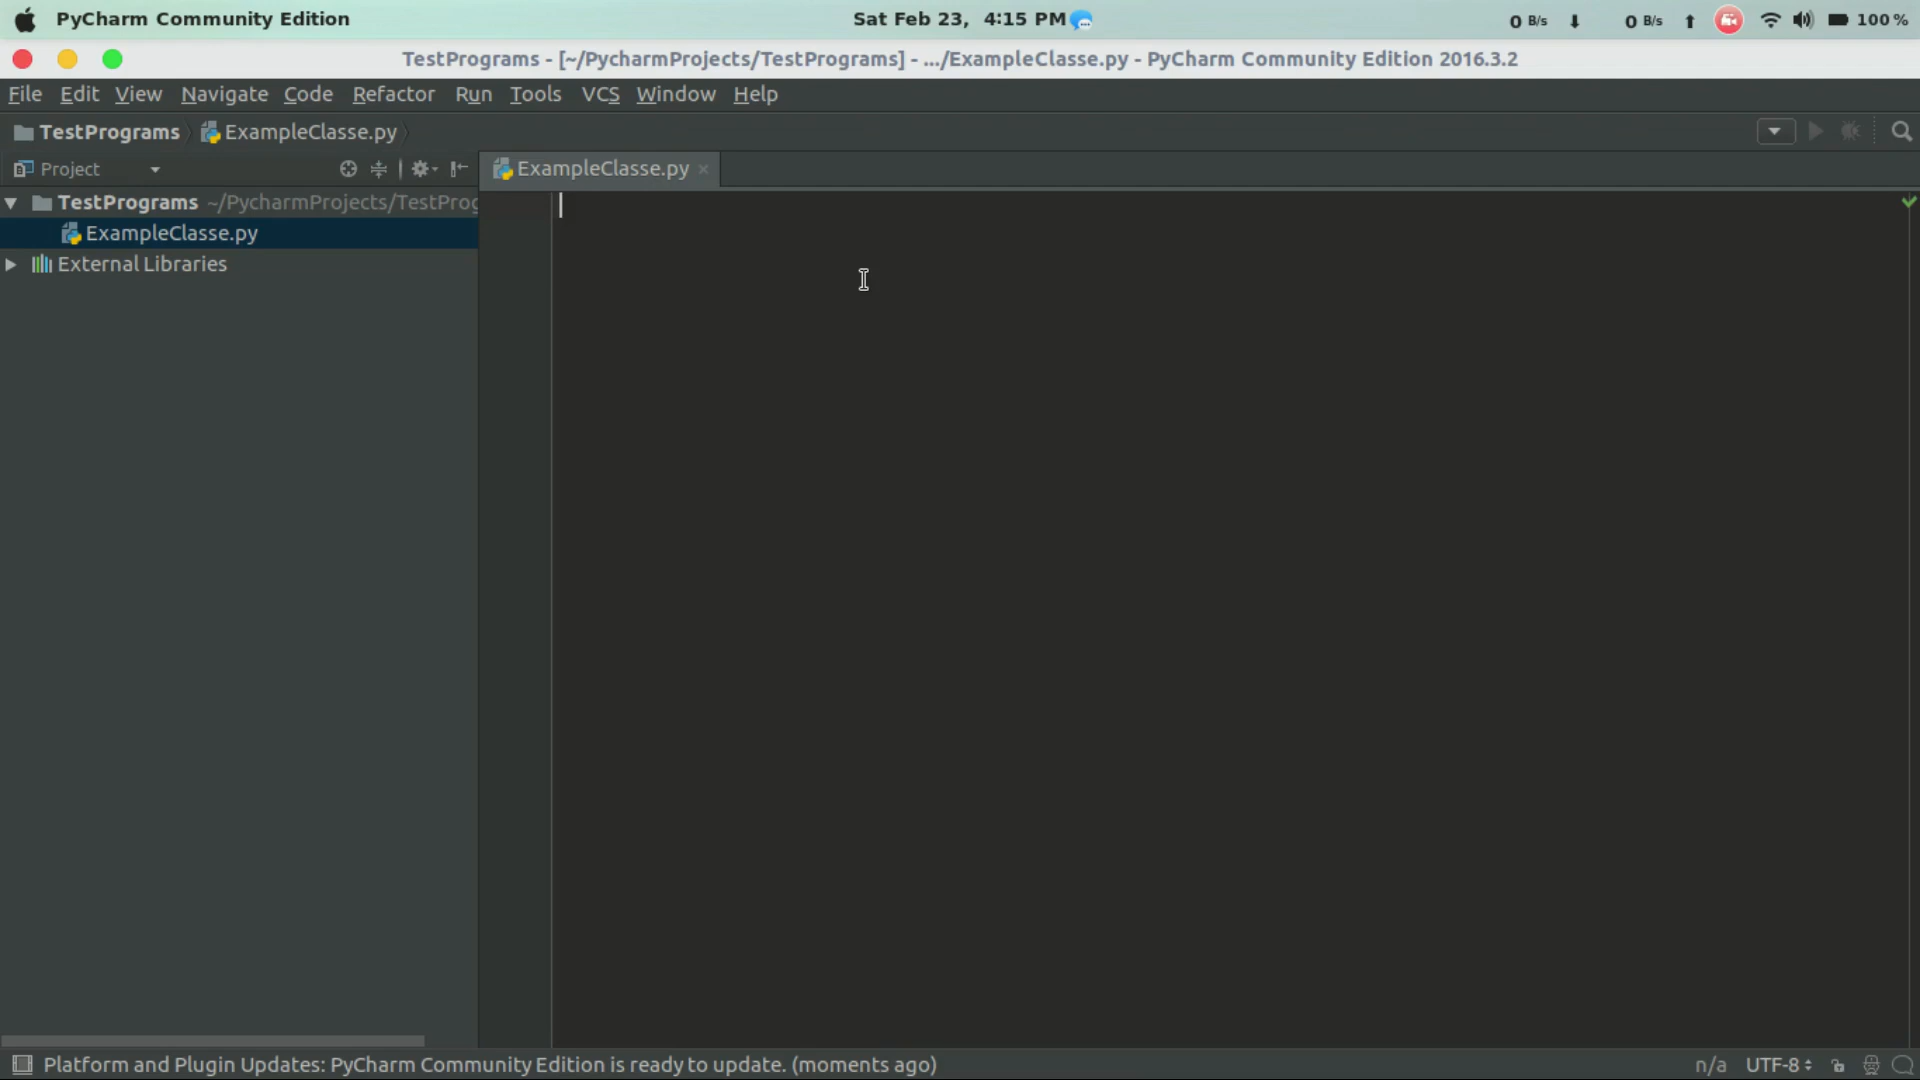 PyCharm Community Edition Sat Feb 23, 4:15 PM 0 B/s 0 B/s 100 %
TestPrograms - [~/PycharmProjects/TestPrograms] - .../ExampleClasse.py - PyCharm Community Edition 2016.3.2
File Edit View Navigate Code Refactor Run Tools VCS Window Help
TestPrograms ExampleClasse.py
Project ExampleClasse.py
TestPrograms ~/PycharmProjects/TestProg
ExampleClasse.py
External Libraries
Platform and Plugin Updates: PyCharm Community Edition is ready to update. (moments ago) n/a UTF-8